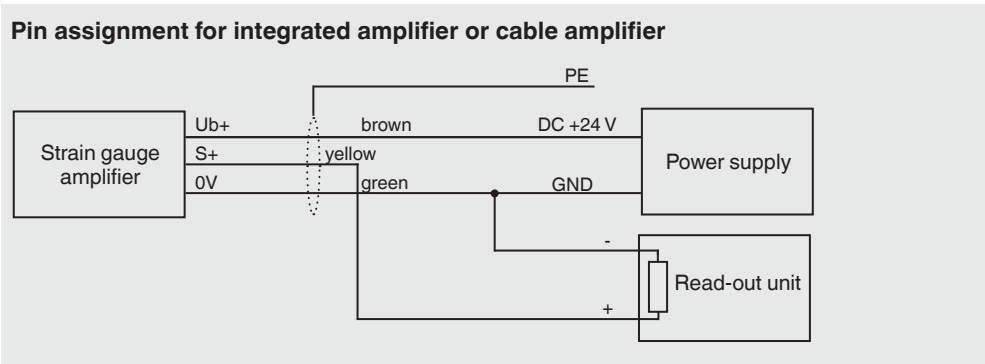 Pin assignment for integrated amplifier or cable amplifier
PE
Ub+ brown DC +24 V
Strain gauge
amplifier
S+ yellow
Power supply
0V green GND
-
Read-out unit
+